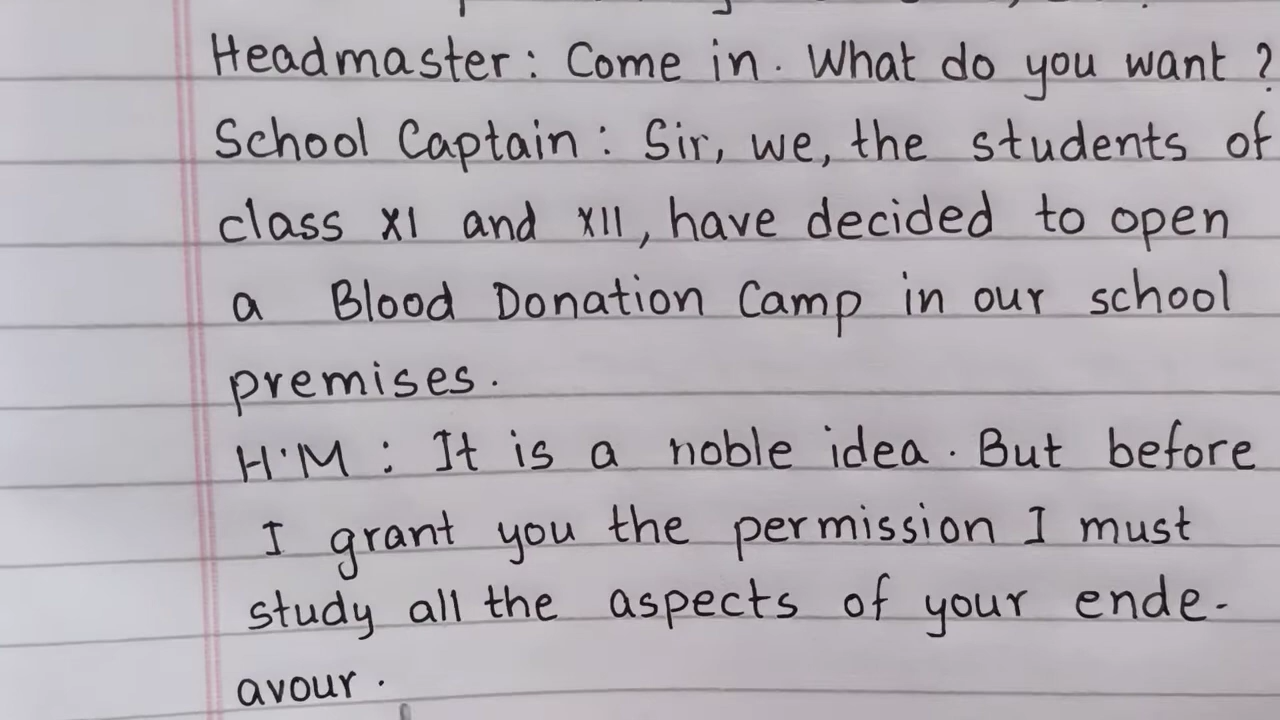 Headmaster: Come in. What do you want?
School Captain: Sir, we, the students of
class XI and XII, have decided to open
a Blood Donation Camp in our school
premises.
H.M: It is a noble idea. But before
I grant you the permission I must
study all the aspects of your ende-
avour.